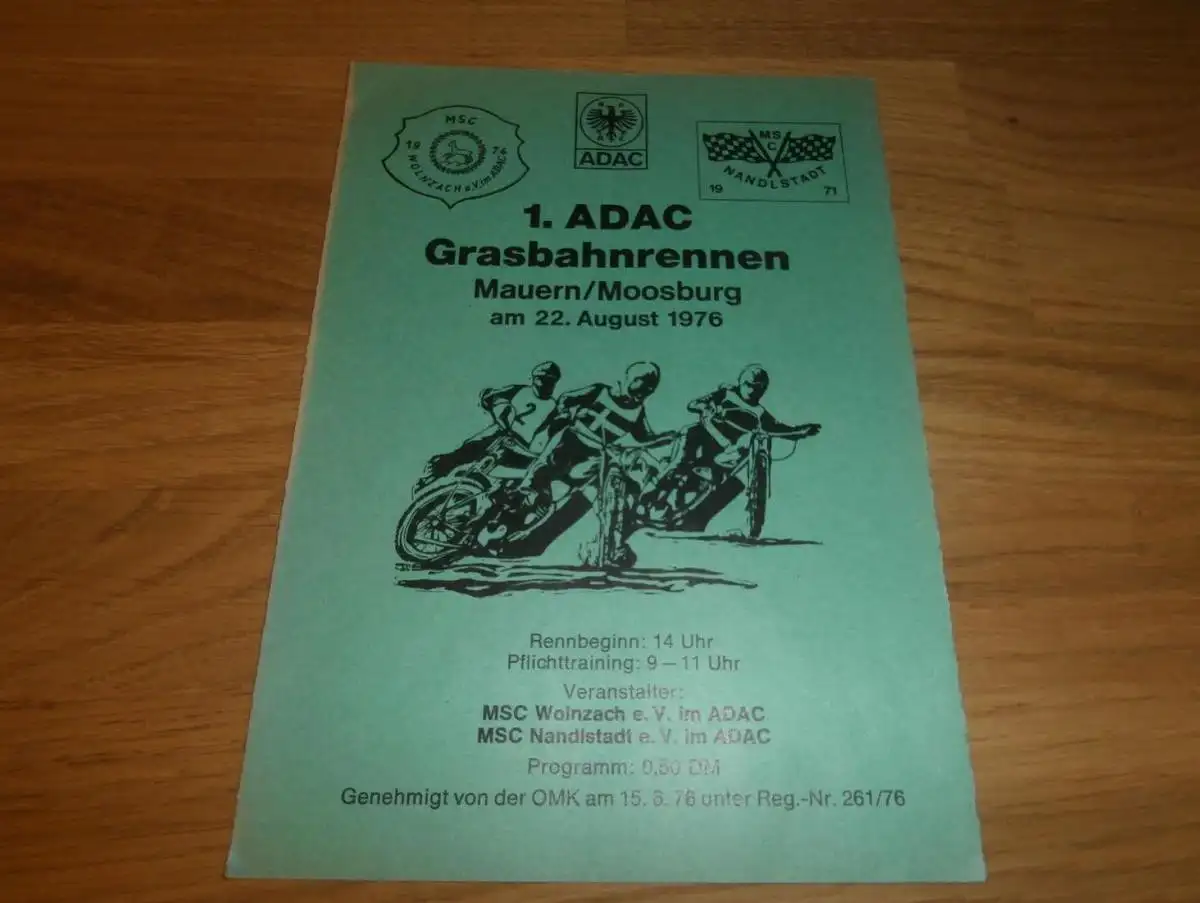 MSC
1974
WOLNZACH e.V. im ADAC
ADAC
ADAC
MSC
NANDLSTADT
1971
1. ADAC
Grasbahnrennen
Mauern/Moosburg
am 22. August 1976
2
Rennbeginn: 14 Uhr
Pflichttraining: 9 – 11 Uhr
Veranstalter:
MSC Wolnzach e. V. im ADAC
MSC Nandlstadt e. V. im ADAC
Programm: 0,50 DM
Genehmigt von der OMK am 15. 6. 76 unter Reg.-Nr. 261/76